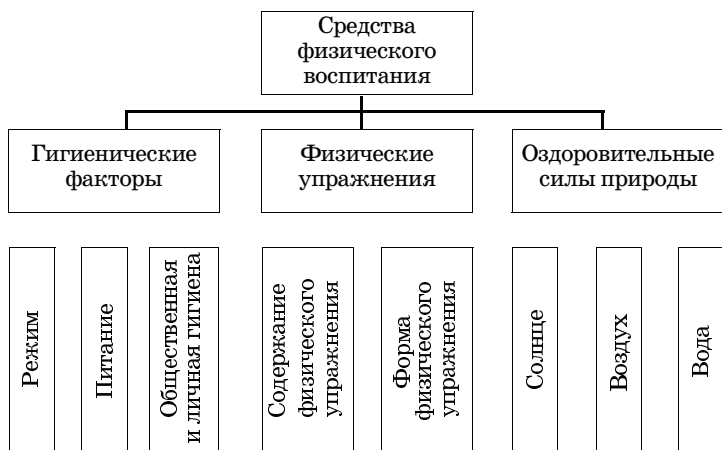 Средства
физического
воспитания
Гигиенические
факторы
Физические
упражнения
Оздоровительные
силы природы
Режим
Питание
Общественная
и личная гигиена
Содержание
физического
упражнения
Форма
физического
упражнения
Солнце
Воздух
Вода